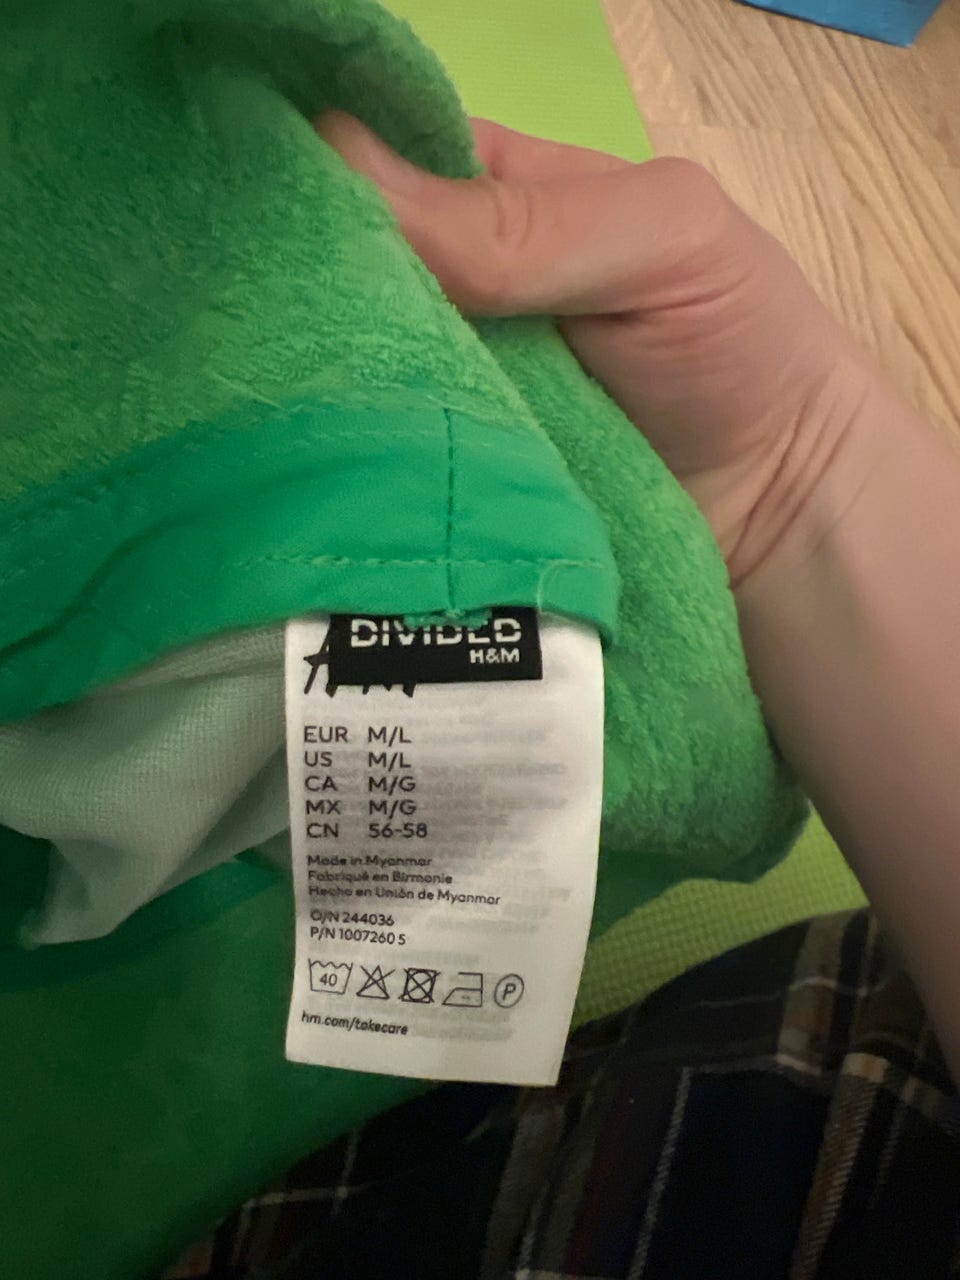 DIVIDED
H&M
H&M
EUR M/L
US M/L
CA M/G
MX M/G
CN 56-58
Made in Myanmar
Fabriqué en Birmanie
Hecho en Unión de Myanmar
O/N 244036
P/N 1007260 5
40
P
hm.com/takecare